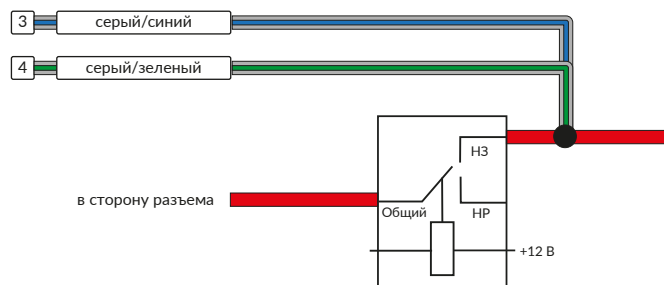 3 серый/синий
4 серый/зеленый
НЗ
в сторону разъема
Общий НР
+12 В